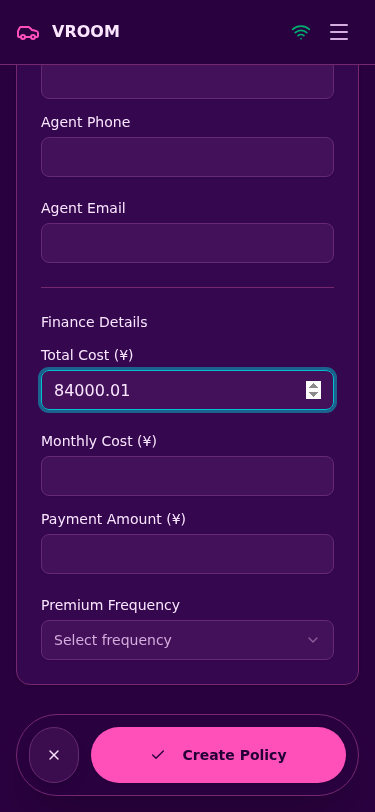 VROOM
Agent Phone
Agent Email
Finance Details
Total Cost (¥)
84000.01
Monthly Cost (¥)
Payment Amount (¥)
Premium Frequency
Select frequency
Create Policy